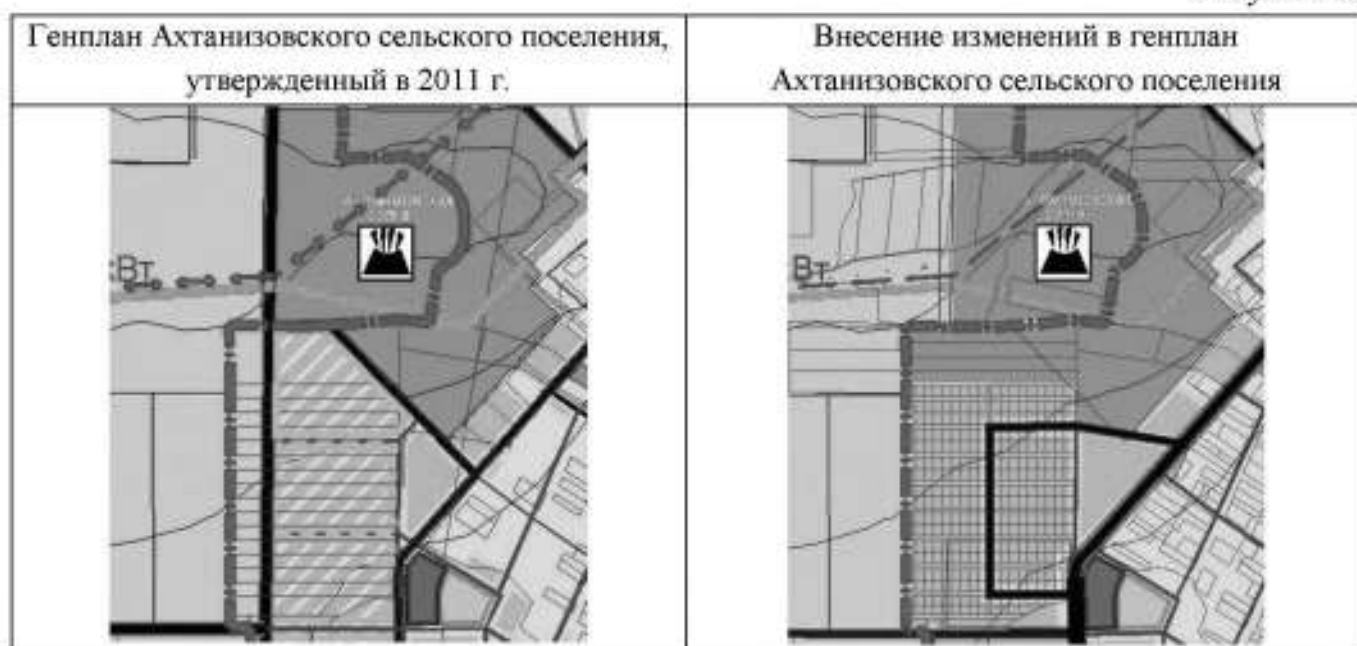 Генплан Ахтанизовского сельского поселения,
утвержденный в 2011 г.
Внесение изменений в генплан
Ахтанизовского сельского поселения
Вт
Вт